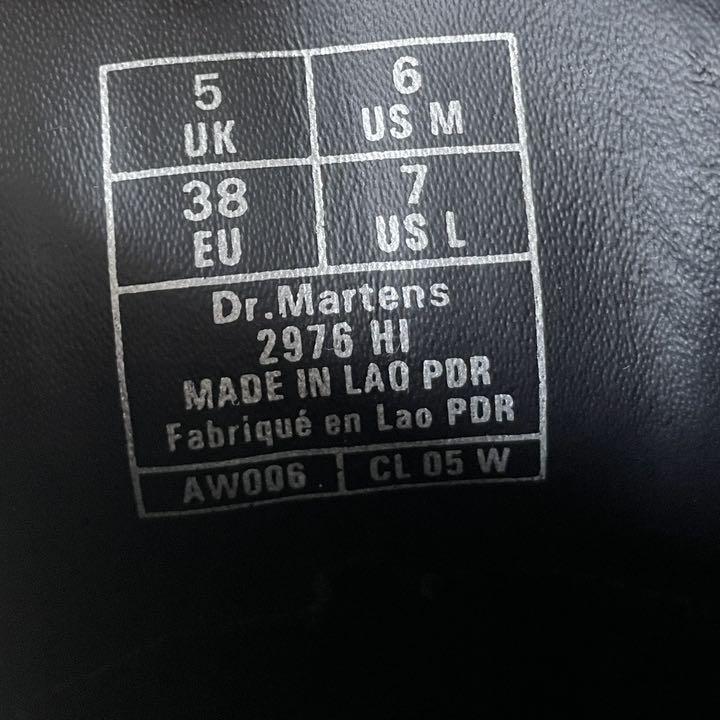 5
UK
6
US M
38
EU
7
US L
Dr.Martens
2976 HI
MADE IN LAO PDR
Fabriqué en Lao PDR
AW006
CL 05 W